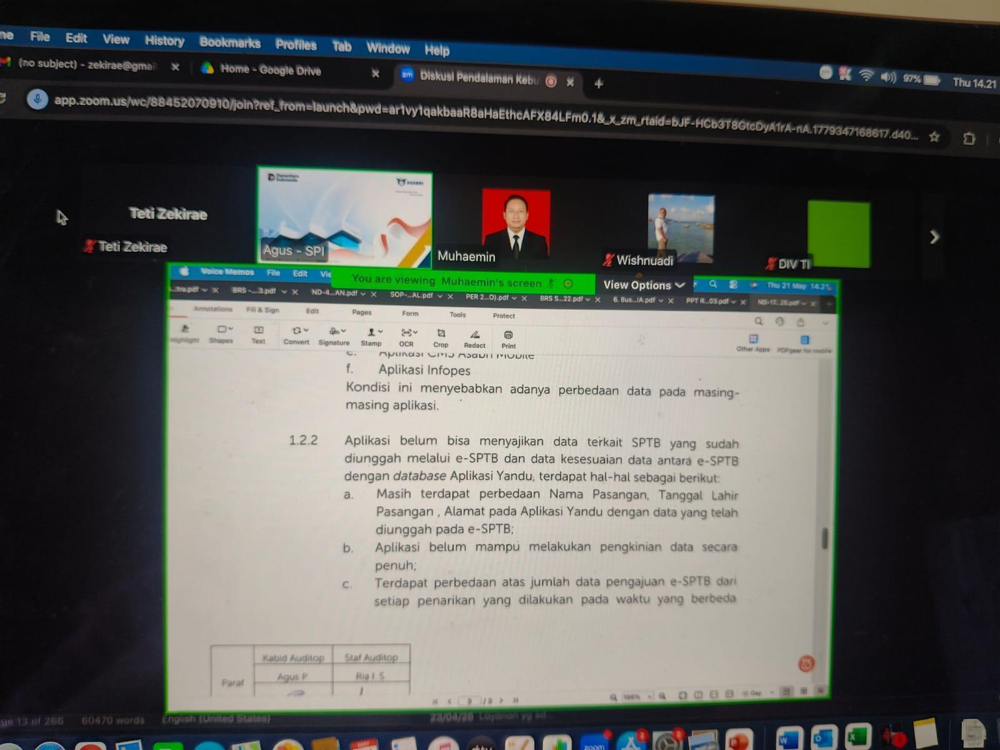 File Edit View History Bookmarks Profiles Tab Window Help
(no subject) - zekirae@gmai
Home - Google Drive
Diskusi Pendalaman Kebu
97% Thu 14.21
app.zoom.us/wc/88452070910/join?ref_from=launch&pwd=ar1vy1qakbaaR8aHaEthcAFX84LFm0.1&_x_zm_rtaid=bJF-HCb3T8GtcDyA1rA-nA.1779347168617.d40...
Teti Zekirae
Teti Zekirae
ASABRI
Agus - SPI
Muhaemin
Wishnuadi
DIV TI
You are viewing Muhaemin's screen
View Options
Voice Memos File Edit Vie
Thu 21 May 14.21
...tra.pdf
BRS -...3.pdf
ND-4...AN.pdf
SOP-...AL.pdf
PER 2...O).pdf
BRS S...22.pdf
6. Bus...IA.pdf
PPT R...03.pdf
Annotations Fill & Sign Edit Pages Form Tools Protect
Highlight Shapes Text Convert Signature Stamp OCR Crop Redact Print
Other Apps PDFgear for mobile
e. Aplikasi CMS Asabri Mobile
f. Aplikasi Infopes
Kondisi ini menyebabkan adanya perbedaan data pada masing-
masing aplikasi.
1.2.2 Aplikasi belum bisa menyajikan data terkait SPTB yang sudah
diunggah melalui e-SPTB dan data kesesuaian data antara e-SPTB
dengan database Aplikasi Yandu, terdapat hal-hal sebagai berikut:
a. Masih terdapat perbedaan Nama Pasangan, Tanggal Lahir
Pasangan , Alamat pada Aplikasi Yandu dengan data yang telah
diunggah pada e-SPTB;
b. Aplikasi belum mampu melakukan pengkinian data secara
penuh;
c. Terdapat perbedaan atas jumlah data pengajuan e-SPTB dari
setiap penarikan yang dilakukan pada waktu yang berbeda
Kabid Auditop Staf Auditop
Paraf Agus P. Ria I. S
Day
ge 13 of 266 60470 words English (United States)
23/04/26
zoom